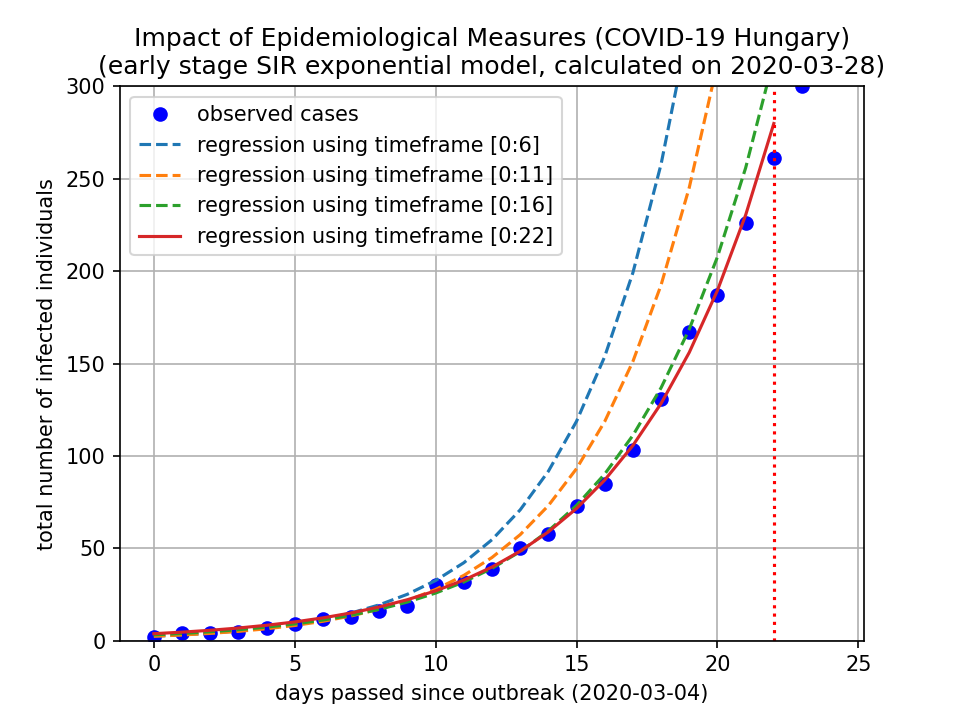 Impact of Epidemiological Measures (COVID-19 Hungary)
(early stage SIR exponential model, calculated on 2020-03-28)
observed cases
regression using timeframe [0:6]
regression using timeframe [0:11]
regression using timeframe [0:16]
regression using timeframe [0:22]
total number of infected individuals
300
250
200
150
100
50
0
0 5 10 15 20 25
days passed since outbreak (2020-03-04)